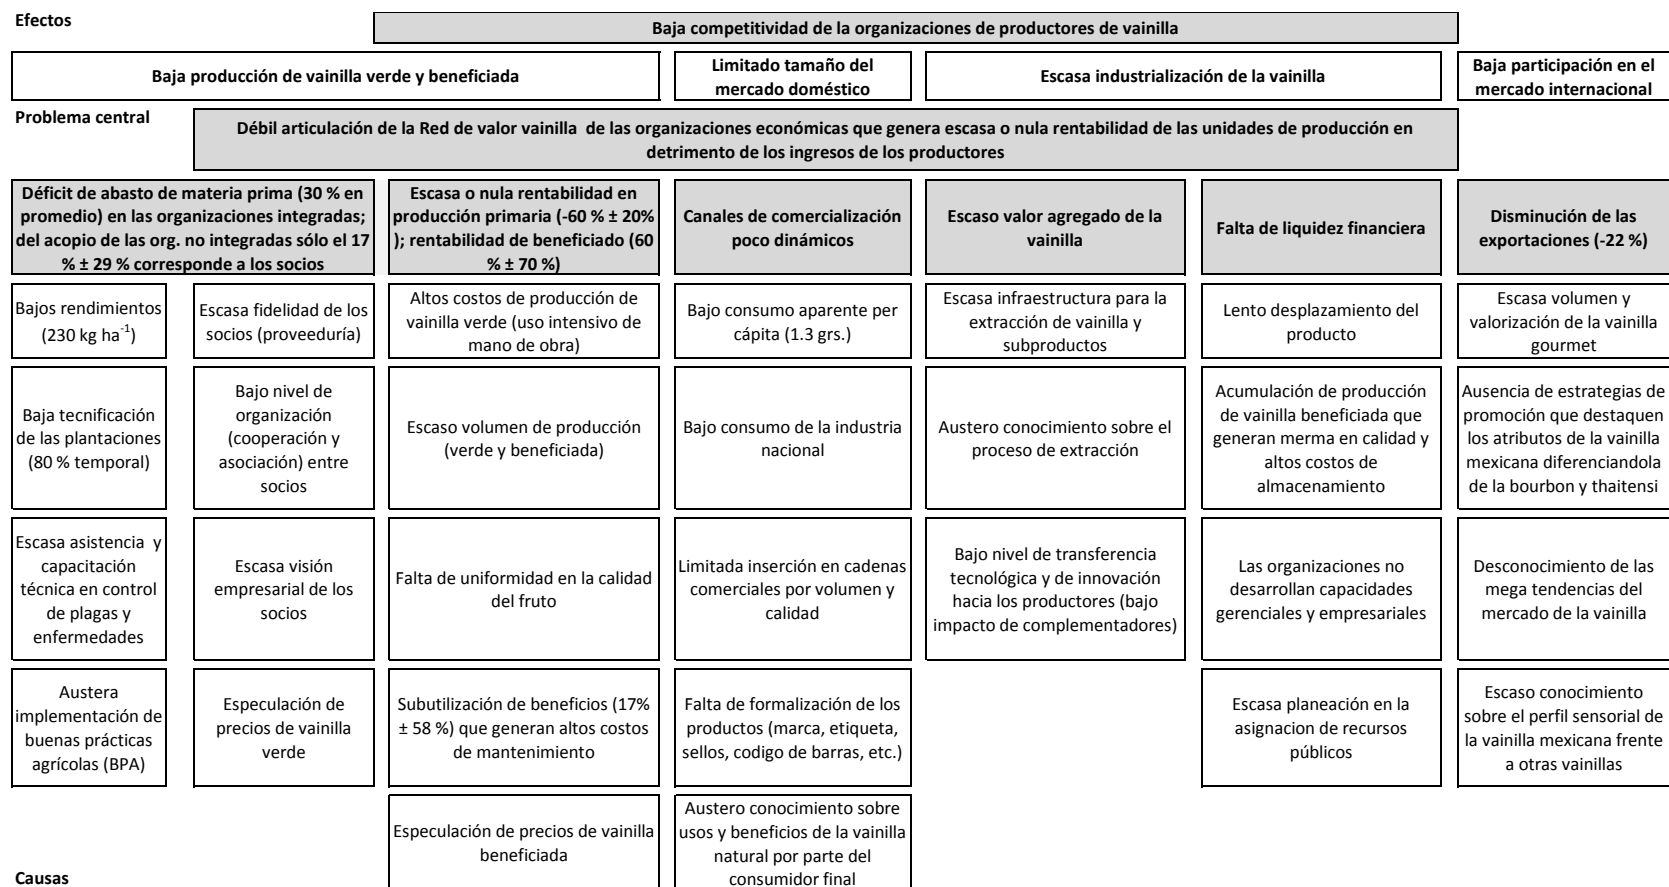 Efectos
Baja competitividad de la organizaciones de productores de vainilla
Baja producción de vainilla verde y beneficiada
Limitado tamaño del
mercado doméstico
Escasa industrialización de la vainilla
Baja participación en el
mercado internacional
Problema central
Débil articulación de la Red de valor vainilla de las organizaciones económicas que genera escasa o nula rentabilidad de las unidades de producción en
detrimento de los ingresos de los productores
Déficit de abasto de materia prima (30 % en
promedio) en las organizaciones integradas;
del acopio de las org. no integradas sólo el 17
% ± 29 % corresponde a los socios
Escasa o nula rentabilidad en
producción primaria (-60 % ± 20%
); rentabilidad de beneficiado (60
% ± 70 %)
Canales de comercialización
poco dinámicos
Escaso valor agregado de la
vainilla
Falta de liquidez financiera
Disminución de las
exportaciones (-22 %)
Bajos rendimientos
(230 kg ha⁻¹)
Escasa fidelidad de los
socios (proveeduría)
Altos costos de producción de
vainilla verde (uso intensivo de
mano de obra)
Bajo consumo aparente per
cápita (1.3 grs.)
Escasa infraestructura para la
extracción de vainilla y
subproductos
Lento desplazamiento del
producto
Escasa volumen y
valorización de la vainilla
gourmet
Baja tecnificación
de las plantaciones
(80 % temporal)
Bajo nivel de
organización
(cooperación y
asociación) entre
socios
Escaso volumen de producción
(verde y beneficiada)
Bajo consumo de la industria
nacional
Austero conocimiento sobre el
proceso de extracción
Acumulación de producción
de vainilla beneficiada que
generan merma en calidad y
altos costos de
almacenamiento
Ausencia de estrategias de
promoción que destaquen
los atributos de la vainilla
mexicana diferenciandola
de la bourbon y thaitensi
Escasa asistencia y
capacitación
técnica en control
de plagas y
enfermedades
Escasa visión
empresarial de los
socios
Falta de uniformidad en la calidad
del fruto
Limitada inserción en cadenas
comerciales por volumen y
calidad
Bajo nivel de transferencia
tecnológica y de innovación
hacia los productores (bajo
impacto de complementadores)
Las organizaciones no
desarrollan capacidades
gerenciales y empresariales
Desconocimiento de las
mega tendencias del
mercado de la vainilla
Austera
implementación de
buenas prácticas
agrícolas (BPA)
Especulación de
precios de vainilla
verde
Subutilización de beneficios (17%
± 58 %) que generan altos costos
de mantenimiento
Falta de formalización de los
productos (marca, etiqueta,
sellos, codigo de barras, etc.)
Escasa planeación en la
asignacion de recursos
públicos
Escaso conocimiento
sobre el perfil sensorial de
la vainilla mexicana frente
a otras vainillas
Especulación de precios de vainilla
beneficiada
Austero conocimiento sobre
usos y beneficios de la vainilla
natural por parte del
consumidor final
Causas